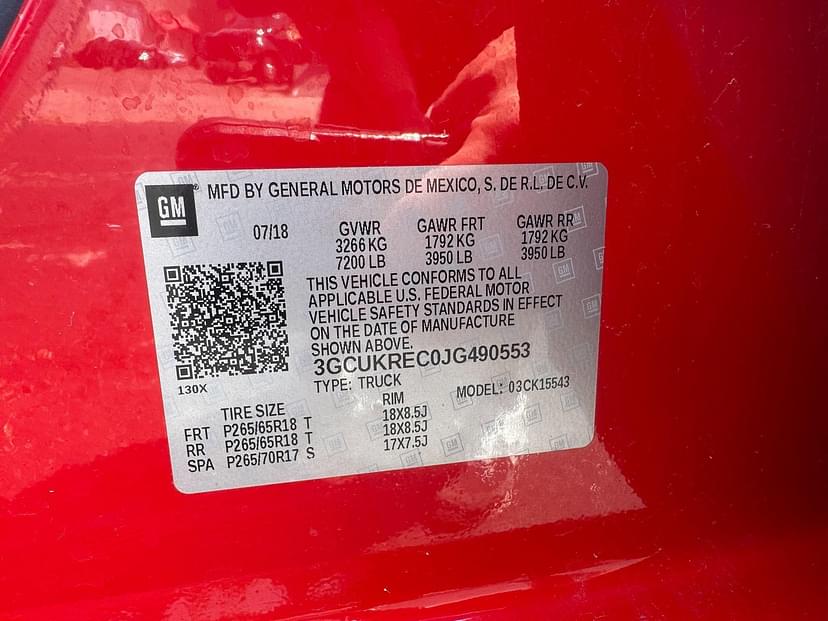 GM ® MFD BY GENERAL MOTORS DE MEXICO, S. DE R.L. DE C.V.
07/18 GVWR GAWR FRT GAWR RR
3266 KG 1792 KG 1792 KG
7200 LB 3950 LB 3950 LB
THIS VEHICLE CONFORMS TO ALL
APPLICABLE U.S. FEDERAL MOTOR
VEHICLE SAFETY STANDARDS IN EFFECT
ON THE DATE OF MANUFACTURE
SHOWN ABOVE.
3GCUKREC0JG490553
130X TYPE: TRUCK MODEL: 03CK15543
TIRE SIZE RIM
FRT P265/65R18 T 18X8.5J
RR P265/65R18 T 18X8.5J
SPA P265/70R17 S 17X7.5J